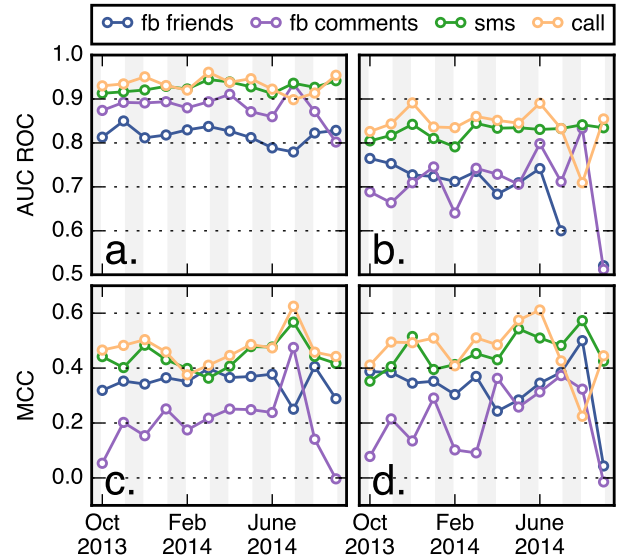 fb friends fb comments sms call
1.0
0.9
0.8
0.7
0.6
0.5
AUC ROC
a.
b.
0.6
0.4
0.2
0.0
MCC
c.
d.
Oct Feb June Oct Feb June
2013 2014 2014 2013 2014 2014